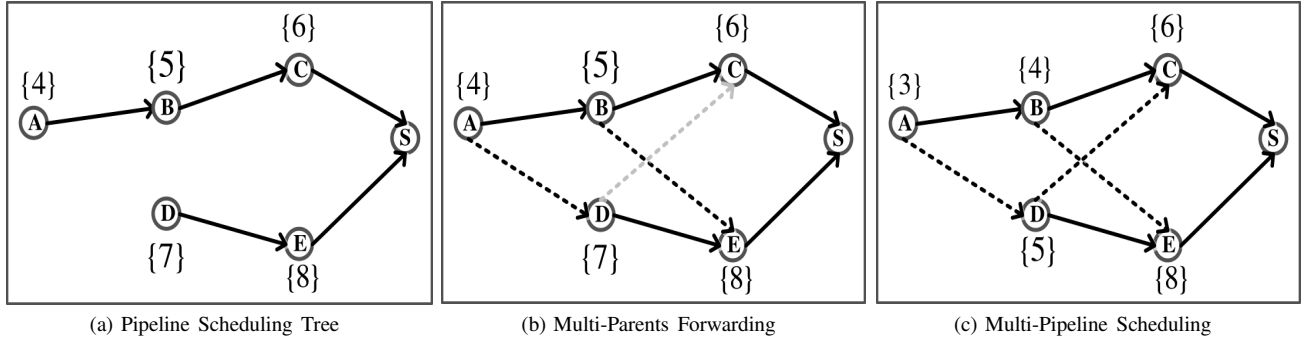 {6}
{5}
{4}
C
B
A
S
D
E
{7}
{8}
(a) Pipeline Scheduling Tree
{6}
{5}
{4}
C
B
A
S
D
E
{7}
{8}
(b) Multi-Parents Forwarding
{6}
{4}
{3}
C
B
A
S
D
E
{5}
{8}
(c) Multi-Pipeline Scheduling